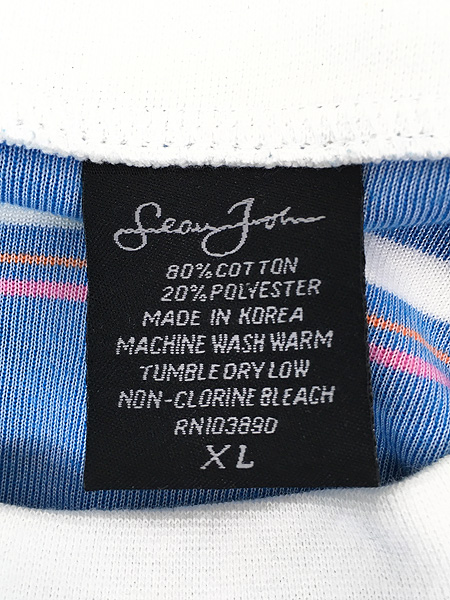 Sean John
80% COTTON
20% POLYESTER
MADE IN KOREA
MACHINE WASH WARM
TUMBLE DRY LOW
NON-CLORINE BLEACH
RN103890
XL